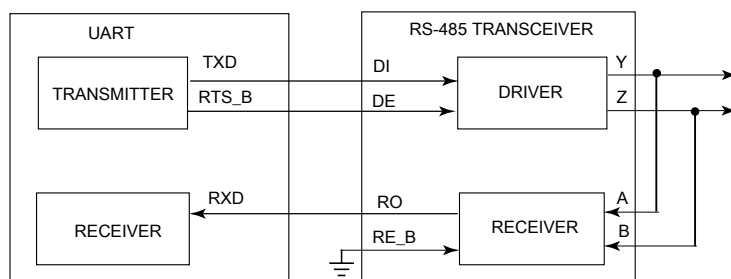 UART
RS-485 TRANSCEIVER
TXD
DI
Y
TRANSMITTER
RTS_B
DE
DRIVER
Z
RXD
RO
A
RECEIVER
RE_B
RECEIVER
B